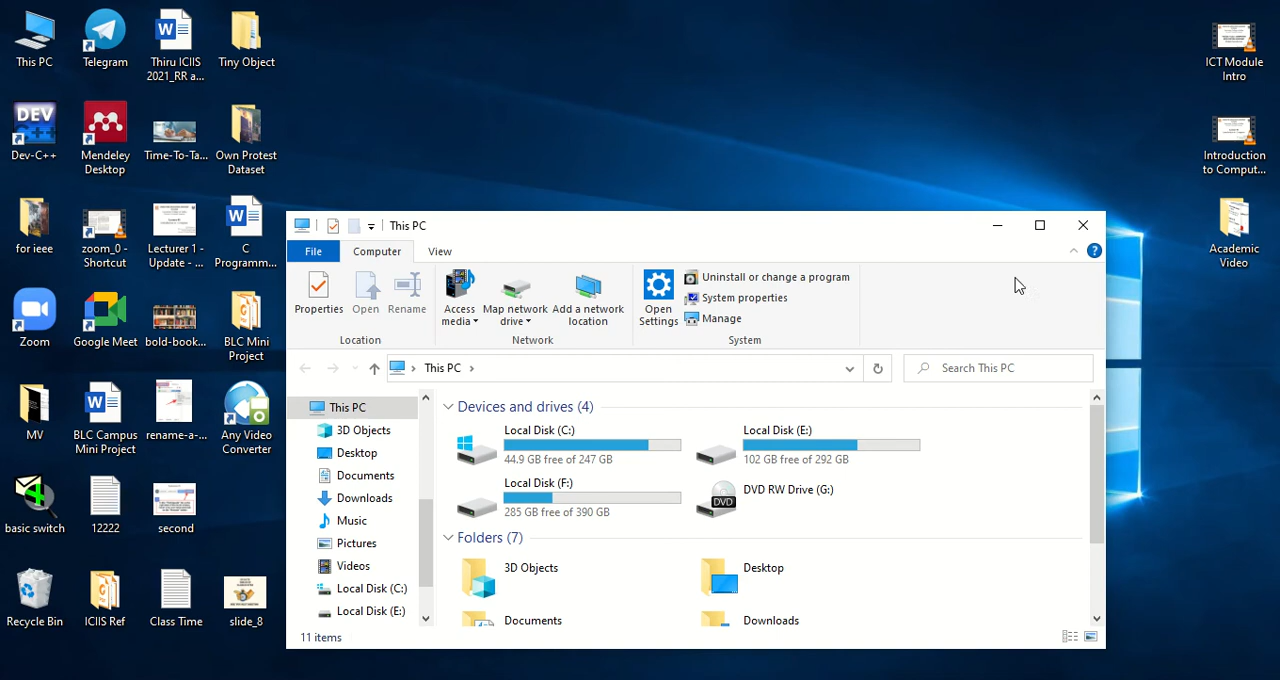 This PC
Telegram
Thiru ICIIS
2021_RR a...
Tiny Object
ICT Module
Intro
DEV
Dev-C++
Mendeley
Desktop
Time-To-Ta...
Own Protest
Dataset
Introduction
to Comput...
for ieee
zoom_0 -
Shortcut
Lecturer 1 -
Update - ...
C
Programm...
Academic
Video
Zoom
Google Meet
bold-book...
BLC Mini
Project
MV
BLC Campus
Mini Project
rename-a-...
Any Video
Converter
basic switch
12222
second
Recycle Bin
ICIIS Ref
Class Time
slide_8
This PC
File
Computer
View
Properties
Open
Rename
Location
Access
media
Map network
drive
Add a network
location
Network
Open
Settings
Uninstall or change a program
System properties
Manage
System
This PC
Search This PC
This PC
3D Objects
Desktop
Documents
Downloads
Music
Pictures
Videos
Local Disk (C:)
Local Disk (E:)
Devices and drives (4)
Local Disk (C:)
44.9 GB free of 247 GB
Local Disk (E:)
102 GB free of 292 GB
Local Disk (F:)
285 GB free of 390 GB
DVD
DVD RW Drive (G:)
Folders (7)
3D Objects
Desktop
Documents
Downloads
11 items